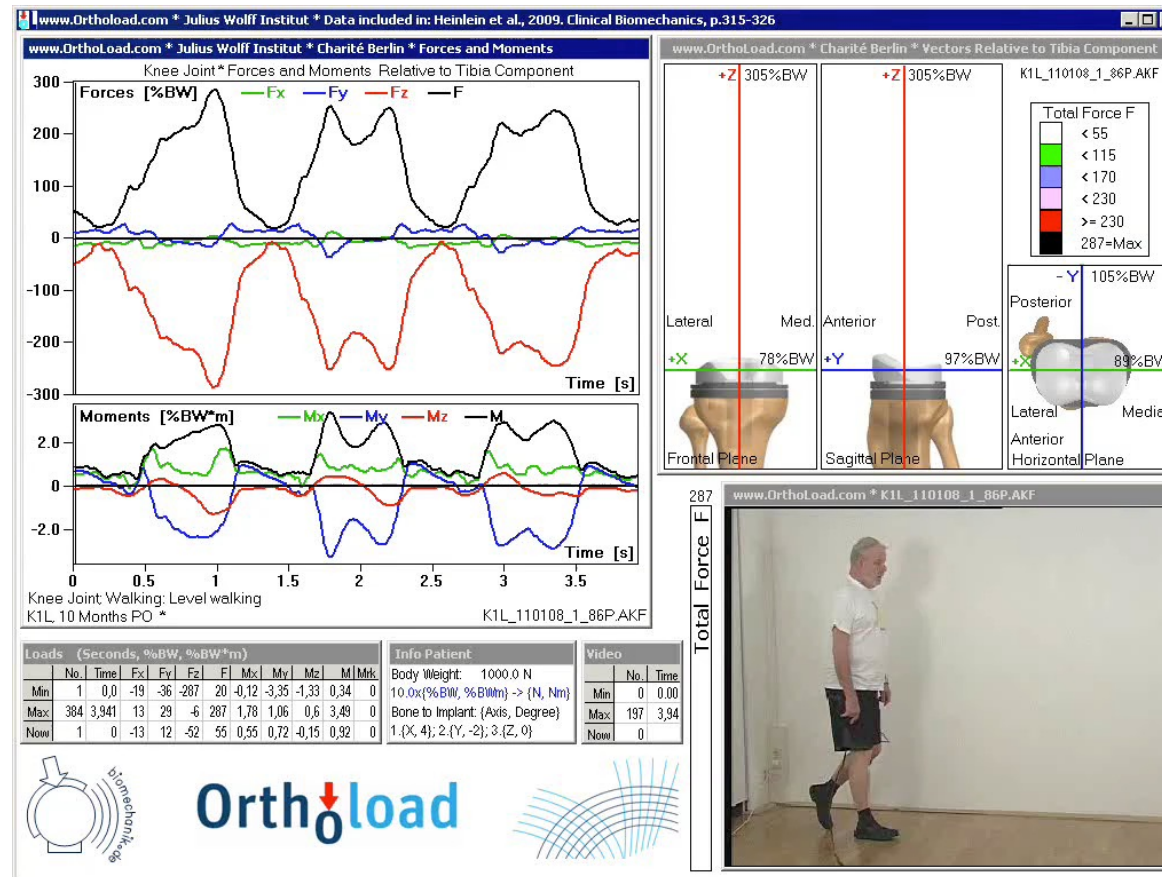 www.OrthoLoad.com * Julius Wolff Institut * Data included in: Heinlein et al., 2009. Clinical Biomechanics, p.315-326
www.OrthoLoad.com * Julius Wolff Institut * Charité Berlin * Forces and Moments
Knee Joint * Forces and Moments Relative to Tibia Component
Forces [%BW] Fx Fy Fz F
300
200
100
0
-100
-200
-300
Time [s]
Moments [%BW*m] Mx My Mz M
2.0
0
-2.0
Time [s]
0 0.5 1 1.5 2 2.5 3 3.5
Knee Joint; Walking: Level walking
K1L, 10 Months PO * K1L_110108_1_86P.AKF
www.OrthoLoad.com * Charité Berlin * Vectors Relative to Tibia Component
+Z 305%BW
Lateral Med.
+X 78%BW
Frontal Plane
+Z 305%BW
Anterior Post.
+Y 97%BW
Sagittal Plane
K1L_110108_1_86P.AKF
Total Force F
< 55
< 115
< 170
< 230
>= 230
287=Max
-Y 105%BW
Posterior
+X 89%BW
Lateral Media
Anterior
Horizontal Plane
Loads (Seconds, %BW, %BW*m)
No. Time Fx Fy Fz F Mx My Mz M Mrk
Min 1 0,0 -19 -36 -287 20 -0,12 -3,35 -1,33 0,34 0
Max 384 3,941 13 29 -6 287 1,78 1,06 0,6 3,49 0
Now 1 0 -13 12 -52 55 0,55 0,72 -0,15 0,92 0
Info Patient
Body Weight: 1000.0 N
10.0x{%BW, %BWm} -> {N, Nm}
Bone to Implant: {Axis, Degree}
1.{X, 4}; 2.{Y, -2}; 3.{Z, 0}
Video
No. Time
Min 0 0.00
Max 197 3,94
Now 0
287
Total Force F
www.OrthoLoad.com * K1L_110108_1_86P.AKF
biomechanik.de
Ortholoa​d